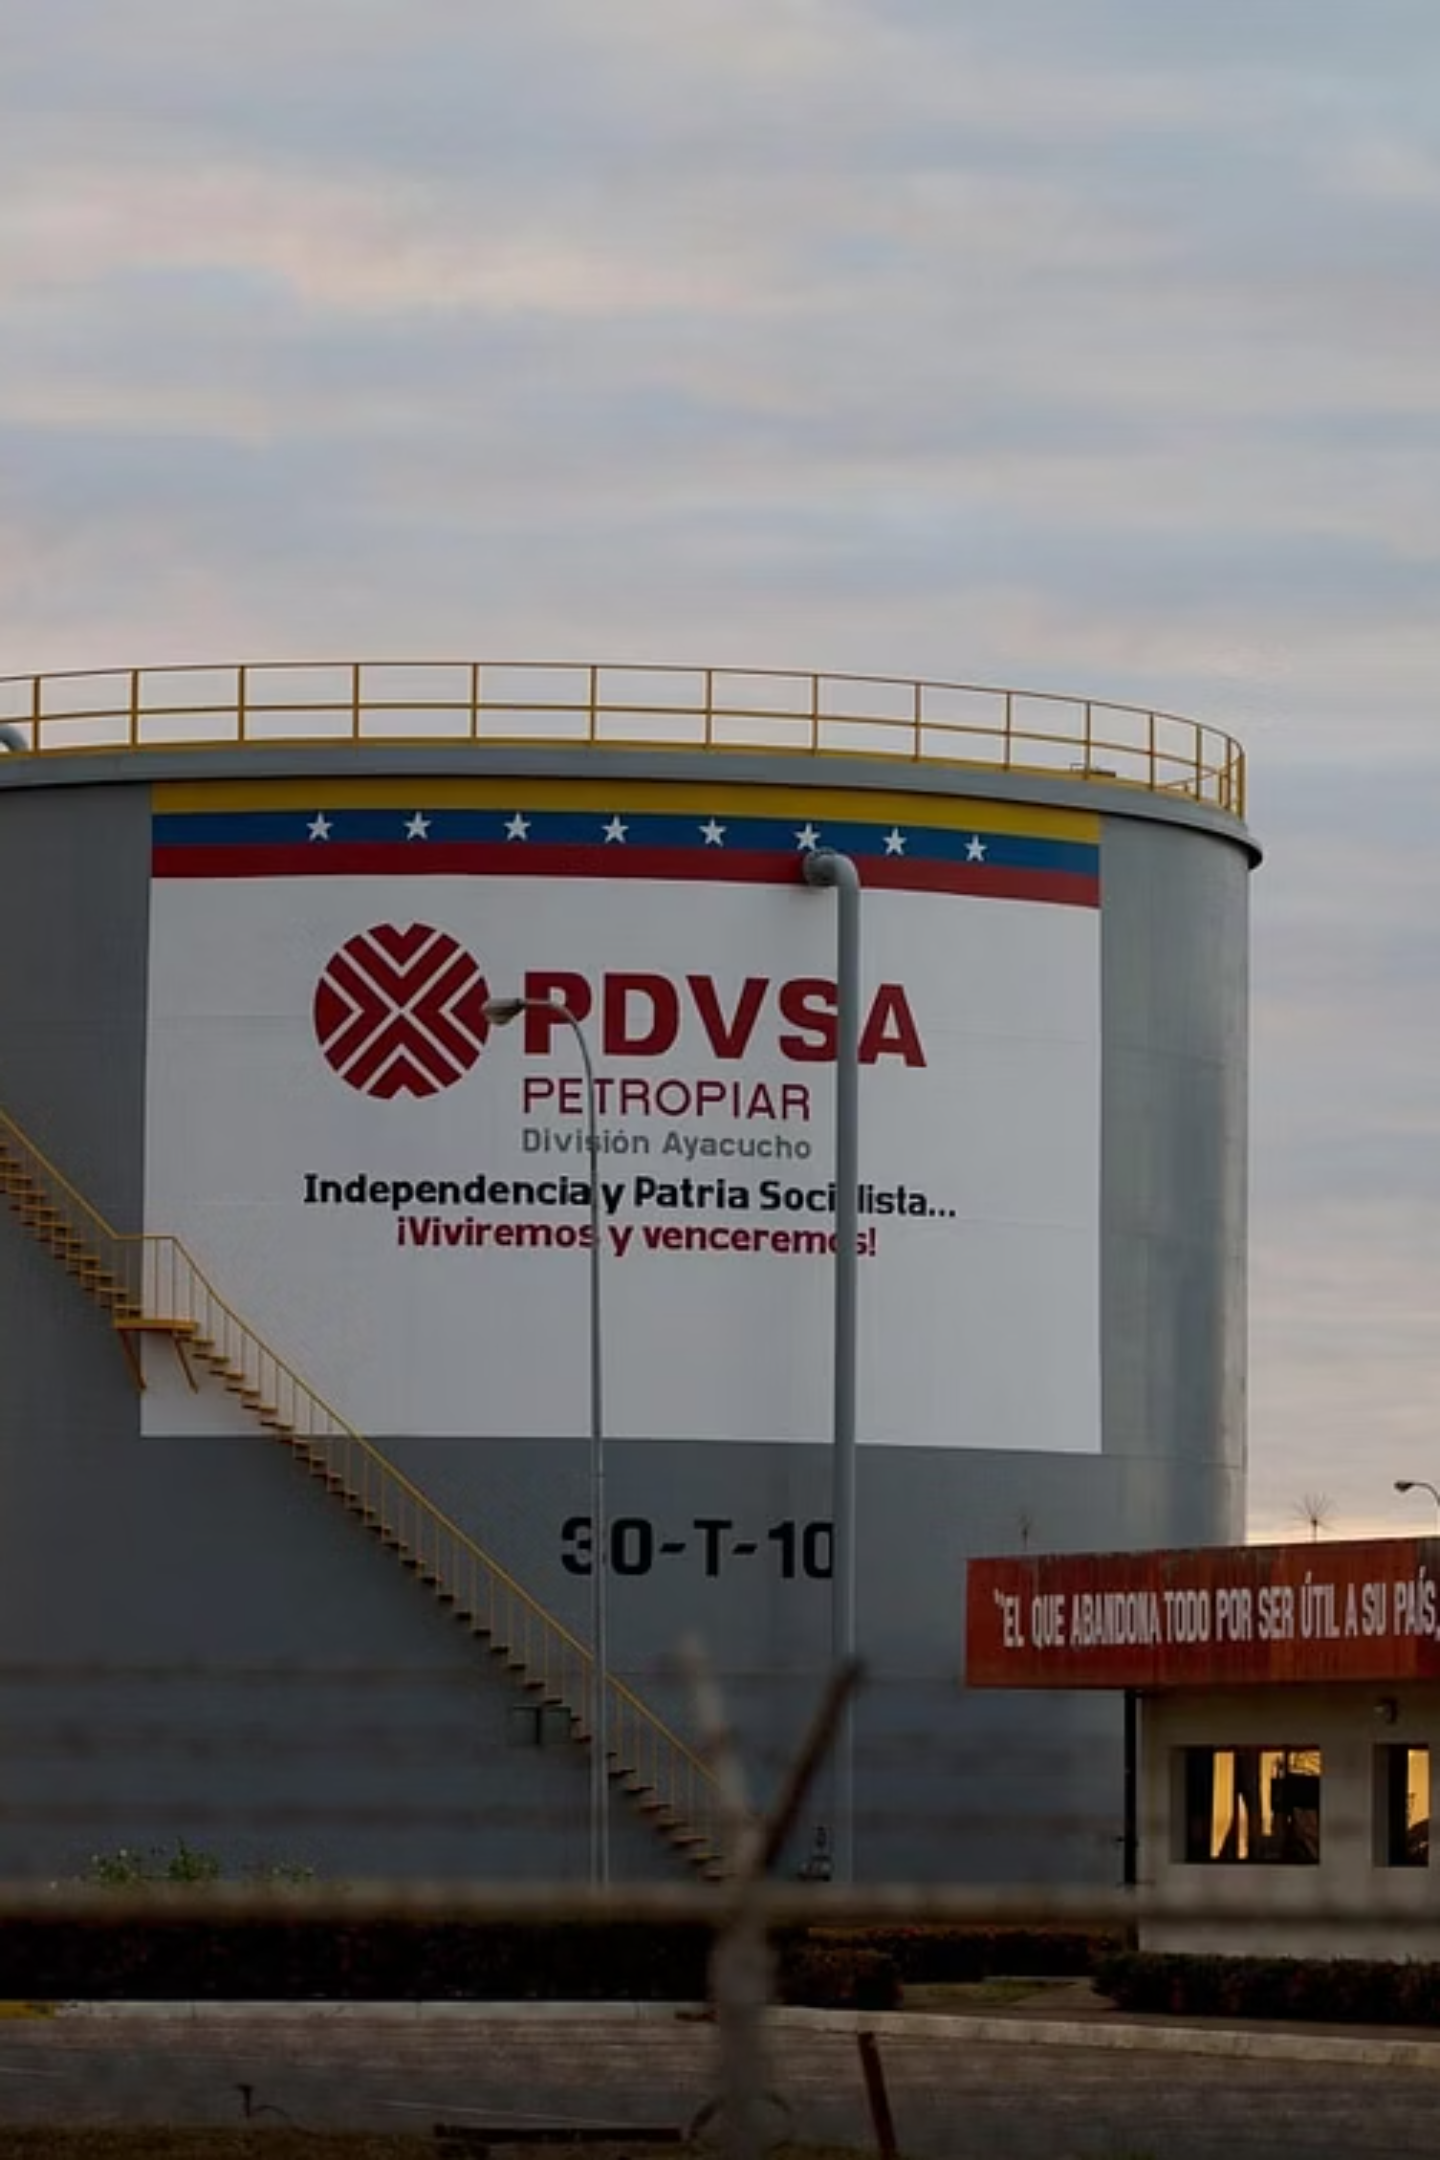 PDVSA
PETROPIAR
División Ayacucho
Independencia y Patria Socialista...
¡Viviremos y venceremos!
30-T-10
"EL QUE ABANDONA TODO POR SER ÚTIL A SU PAÍS,